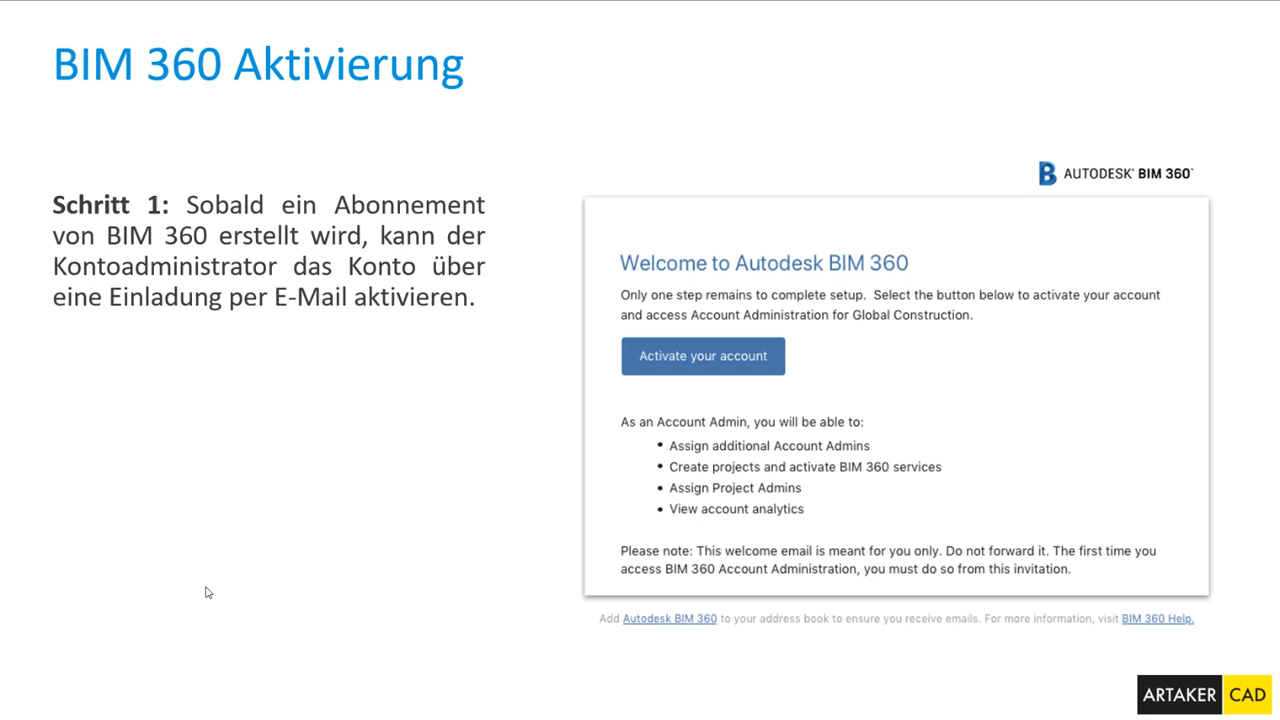 BIM 360 Aktivierung
Schritt 1: Sobald ein Abonnement
von BIM 360 erstellt wird, kann der
Kontoadministrator das Konto über
eine Einladung per E-Mail aktivieren.
AUTODESK® BIM 360™
Welcome to Autodesk BIM 360
Only one step remains to complete setup. Select the button below to activate your account
and access Account Administration for Global Construction.
Activate your account
As an Account Admin, you will be able to:
• Assign additional Account Admins
• Create projects and activate BIM 360 services
• Assign Project Admins
• View account analytics
Please note: This welcome email is meant for you only. Do not forward it. The first time you
access BIM 360 Account Administration, you must do so from this invitation.
Add Autodesk BIM 360 to your address book to ensure you receive emails. For more information, visit BIM 360 Help.
ARTAKER CAD